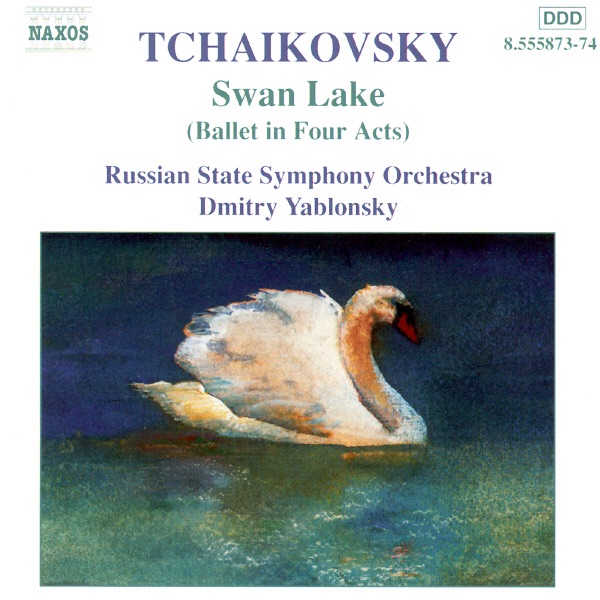 NAXOS
DDD
8.555873-74
TCHAIKOVSKY
Swan Lake
(Ballet in Four Acts)
Russian State Symphony Orchestra
Dmitry Yablonsky